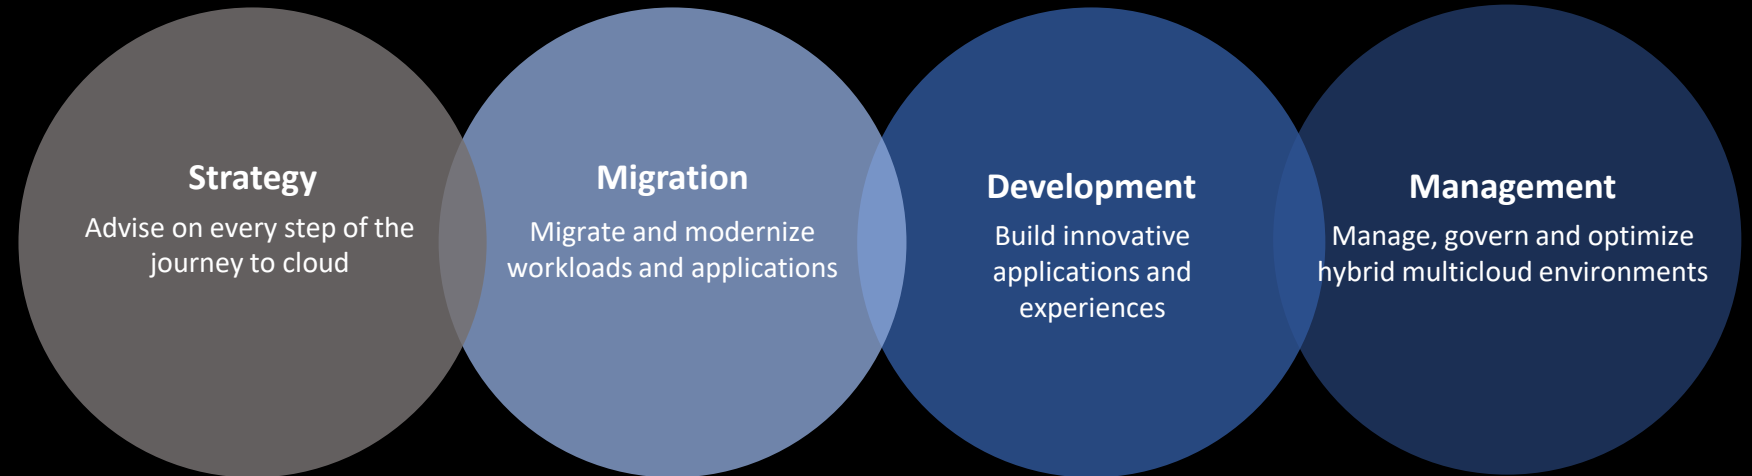 Strategy
Advise on every step of the
journey to cloud
Migration
Migrate and modernize
workloads and applications
Development
Build innovative
applications and
experiences
Management
Manage, govern and optimize
hybrid multicloud environments